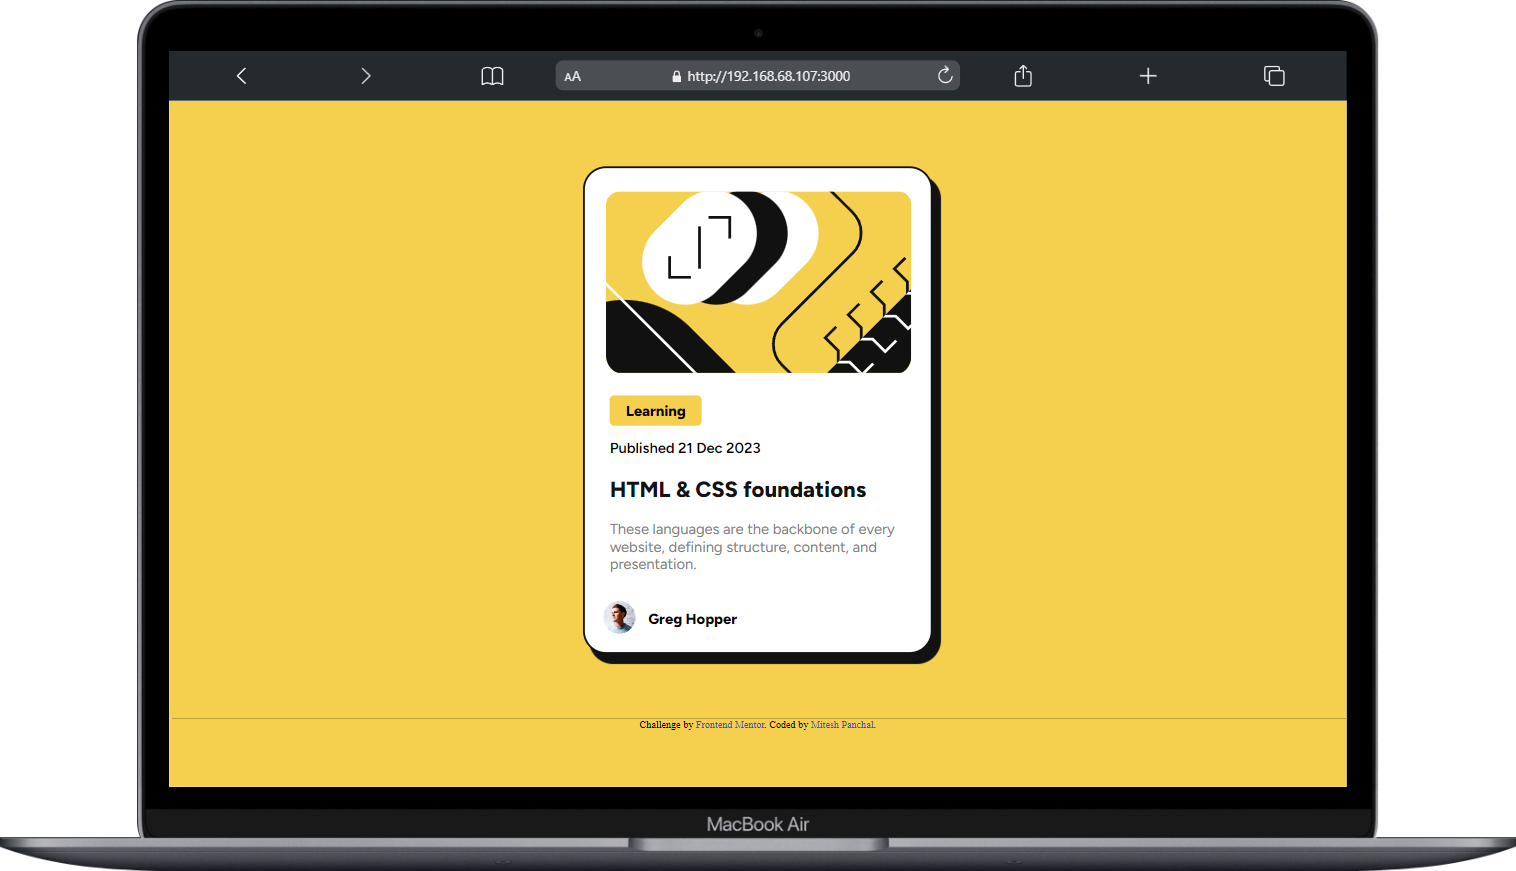 AA
http://192.168.68.107:3000
Learning
Published 21 Dec 2023
HTML & CSS foundations
These languages are the backbone of every
website, defining structure, content, and
presentation.
Greg Hopper
Challenge by Frontend Mentor. Coded by Mitesh Panchal.
MacBook Air